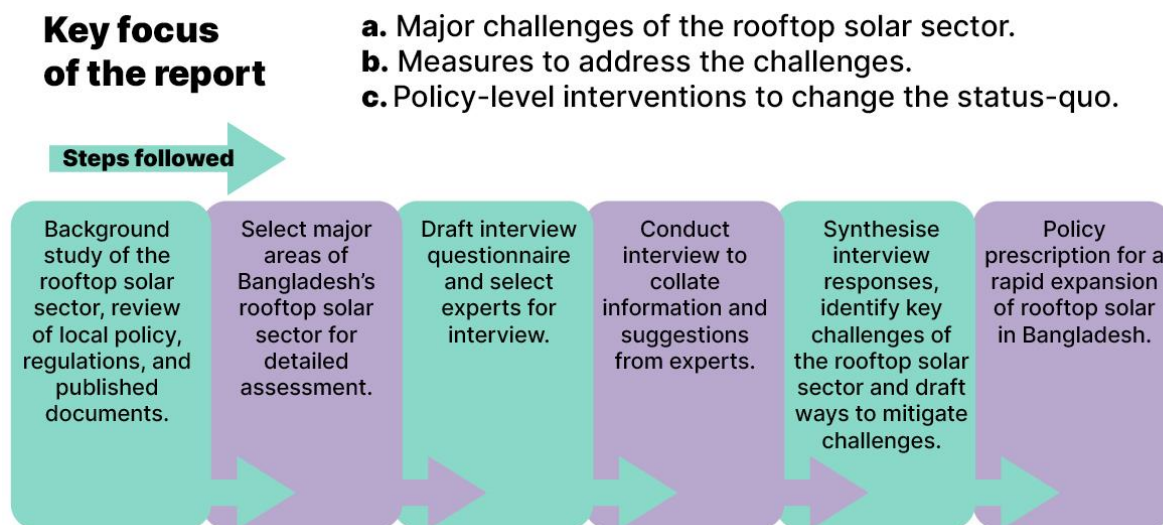 Key focus
of the report
a. Major challenges of the rooftop solar sector.
b. Measures to address the challenges.
c. Policy-level interventions to change the status-quo.
Steps followed
Background
study of the
rooftop solar
sector, review
of local policy,
regulations, and
published
documents.
Select major
areas of
Bangladesh’s
rooftop solar
sector for
detailed
assessment.
Draft interview
questionnaire
and select
experts for
interview.
Conduct
interview to
collate
information and
suggestions
from experts.
Synthesise
interview
responses,
identify key
challenges of
the rooftop solar
sector and draft
ways to mitigate
challenges.
Policy
prescription for a
rapid expansion
of rooftop solar
in Bangladesh.